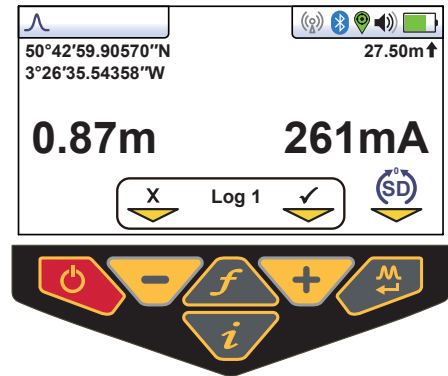 50°42′59.90570″N
27.50m
3°26′35.54358″W
0.87m
261mA
X Log 1 ✓
0
SD
f
i